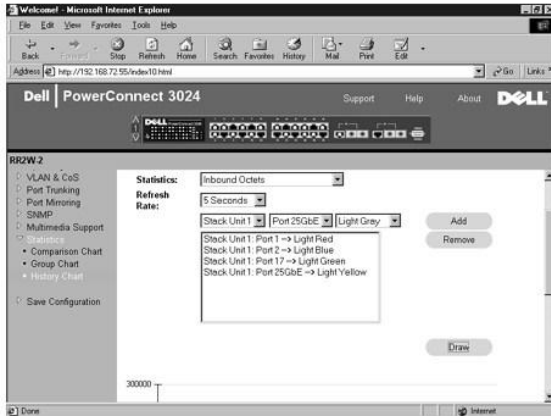 Welcome! - Microsoft Internet Explorer
File Edit View Favorites Tools Help
Back Forward Stop Refresh Home Search Favorites History Mail Print Edit
Address http://192.168.72.55/index10.html Go Links
Dell PowerConnect 3024 Support Help About DELL
DELL
RR2W-2
VLAN & CoS
Port Trunking
Port Mirroring
SNMP
Multimedia Support
Statistics
Comparison Chart
Group Chart
History Chart
Save Configuration
Statistics: Inbound Octets
Refresh Rate: 5 Seconds
Stack Unit1 Port 25GbE Light Grey Add
Remove
Stack Unit 1: Port 1 --> Light Red
Stack Unit 1: Port 2 --> Light Blue
Stack Unit 1: Port 17 --> Light Green
Stack Unit 1: Port 25GbE --> Light Yellow
Draw
300000
Done Internet